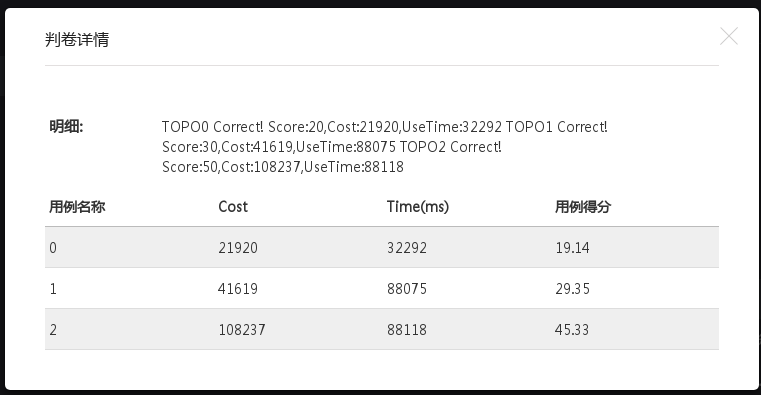 判卷详情
明细: TOPO0 Correct! Score:20,Cost:21920,UseTime:32292 TOPO1 Correct!
Score:30,Cost:41619,UseTime:88075 TOPO2 Correct!
Score:50,Cost:108237,UseTime:88118
用例名称 Cost Time(ms) 用例得分
0 21920 32292 19.14
1 41619 88075 29.35
2 108237 88118 45.33